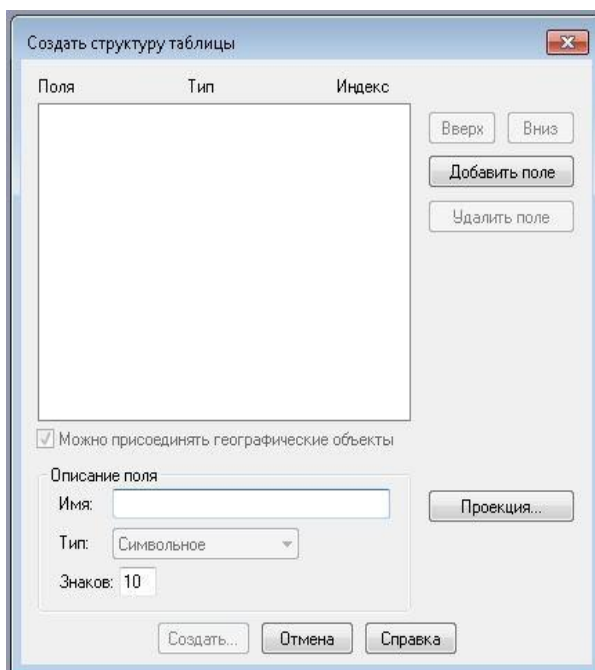 Создать структуру таблицы
Поля Тип Индекс
Вверх Вниз
Добавить поле
Удалить поле
Можно присоединять географические объекты
Описание поля
Имя:
Проекция...
Тип: Символьное
Знаков: 10
Создать... Отмена Справка